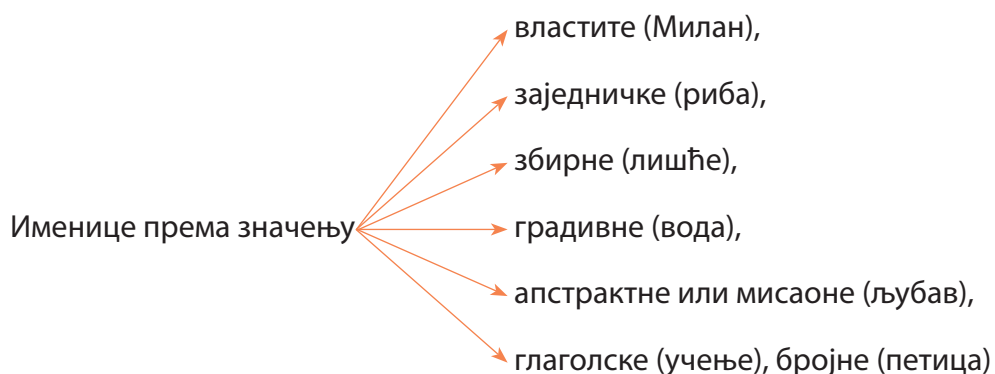 властите (Милан),
заједничке (риба),
збирне (лишће),
Именице према значењу
градивне (вода),
апстрактне или мисаоне (љубав),
глаголске (учење), бројне (петица)